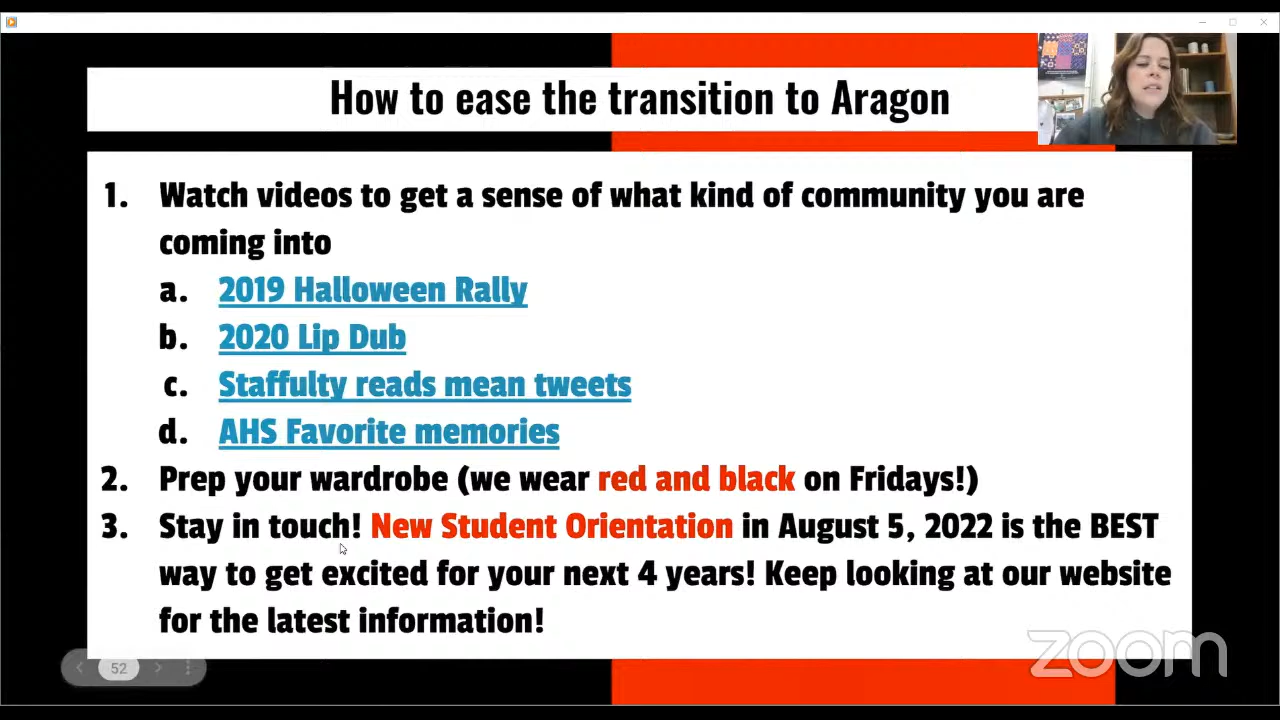 How to ease the transition to Aragon
1. Watch videos to get a sense of what kind of community you are
coming into
a. 2019 Halloween Rally
b. 2020 Lip Dub
c. Staffulty reads mean tweets
d. AHS Favorite memories
2. Prep your wardrobe (we wear red and black on Fridays!)
3. Stay in touch! New Student Orientation in August 5, 2022 is the BEST
way to get excited for your next 4 years! Keep looking at our website
for the latest information!
52
zoom